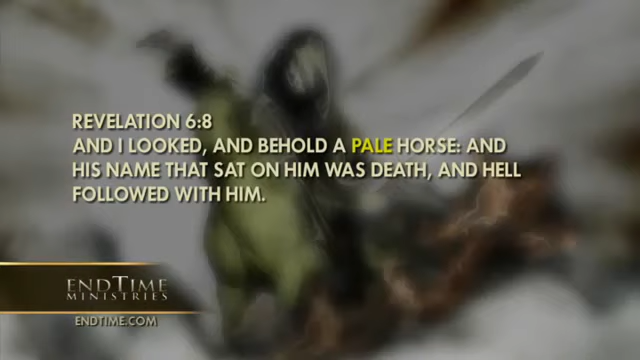 REVELATION 6:8
AND I LOOKED, AND BEHOLD A PALE HORSE: AND
HIS NAME THAT SAT ON HIM WAS DEATH, AND HELL
FOLLOWED WITH HIM.
ENDTIME
MINISTRIES
ENDTIME.COM